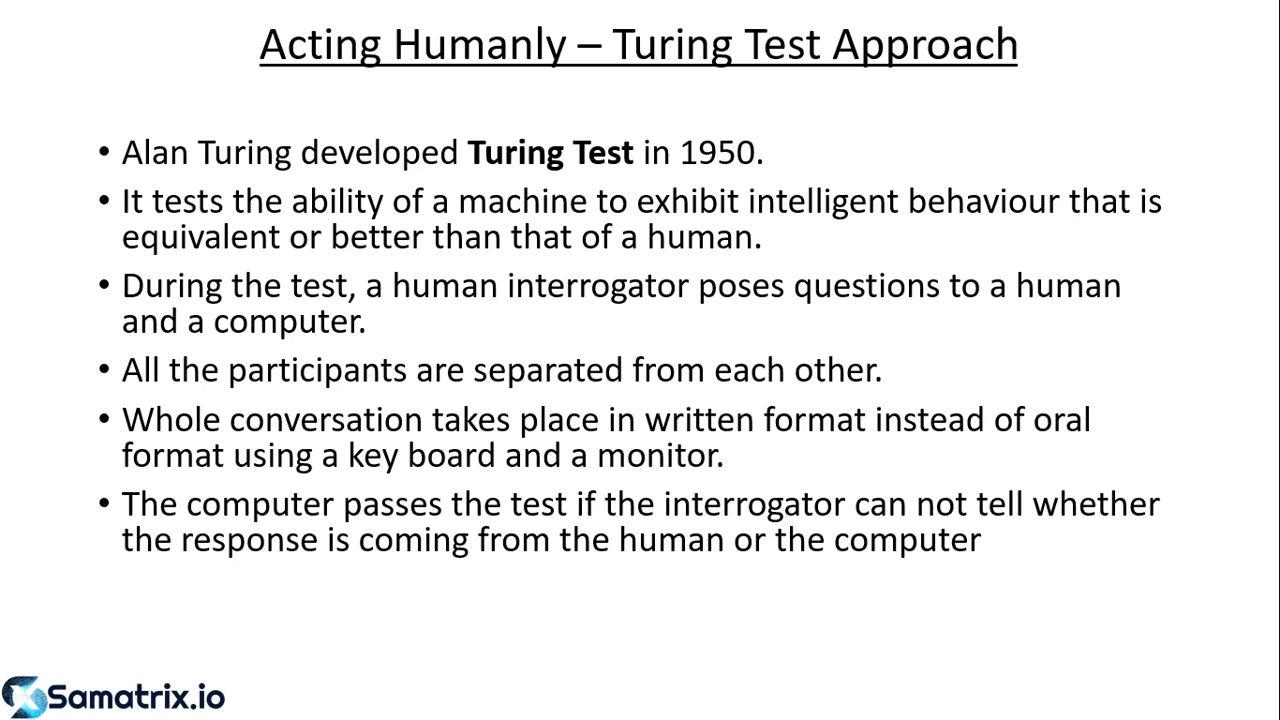 Acting Humanly – Turing Test Approach
• Alan Turing developed Turing Test in 1950.
• It tests the ability of a machine to exhibit intelligent behaviour that is
equivalent or better than that of a human.
• During the test, a human interrogator poses questions to a human
and a computer.
• All the participants are separated from each other.
• Whole conversation takes place in written format instead of oral
format using a key board and a monitor.
• The computer passes the test if the interrogator can not tell whether
the response is coming from the human or the computer
Samatrix.io